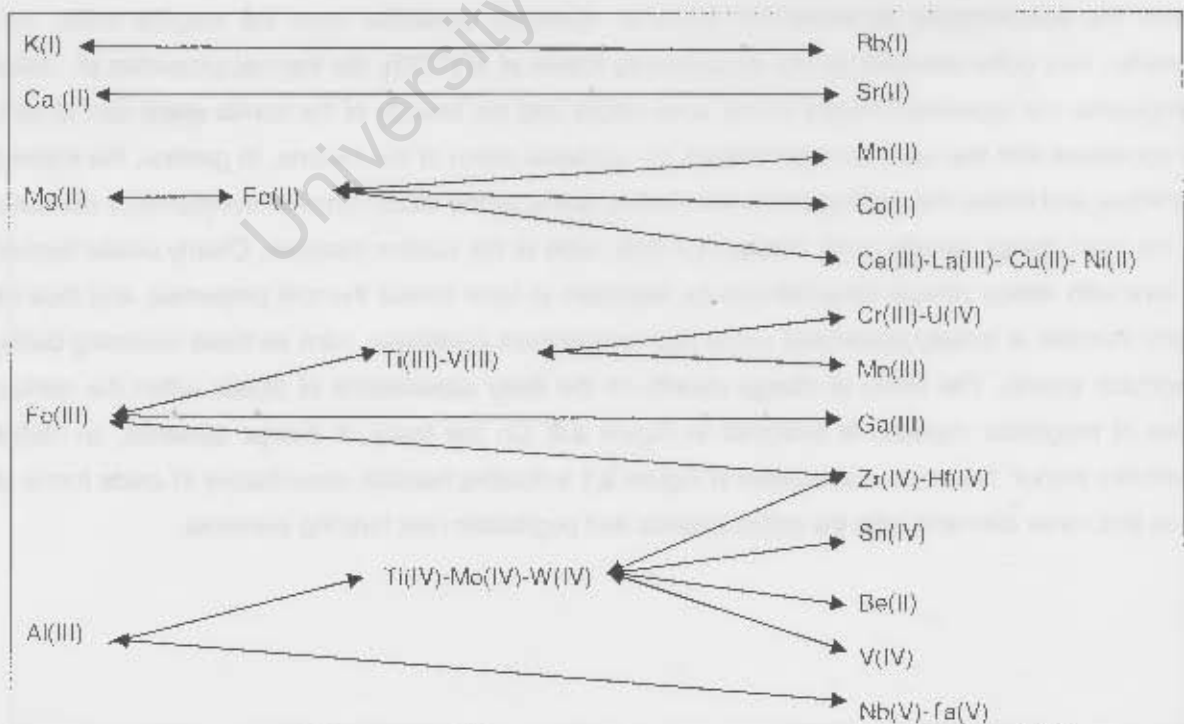 University
K(I) Rb(I)
Ca (II) Sr(II)
Mn(II)
Mg(II) Fe(II)
Co(II)
Ce(III)-La(III)- Cu(II)- Ni(II)
Cr(III)-U(IV)
Ti(III)-V(III)
Mn(III)
Fe(III) Ga(III)
Zr(IV)-Hf(IV)
Sn(IV)
Ti(IV)-Mo(IV)-W(IV)
Be(II)
Al(III)
V(IV)
Nb(V)-Ta(V)